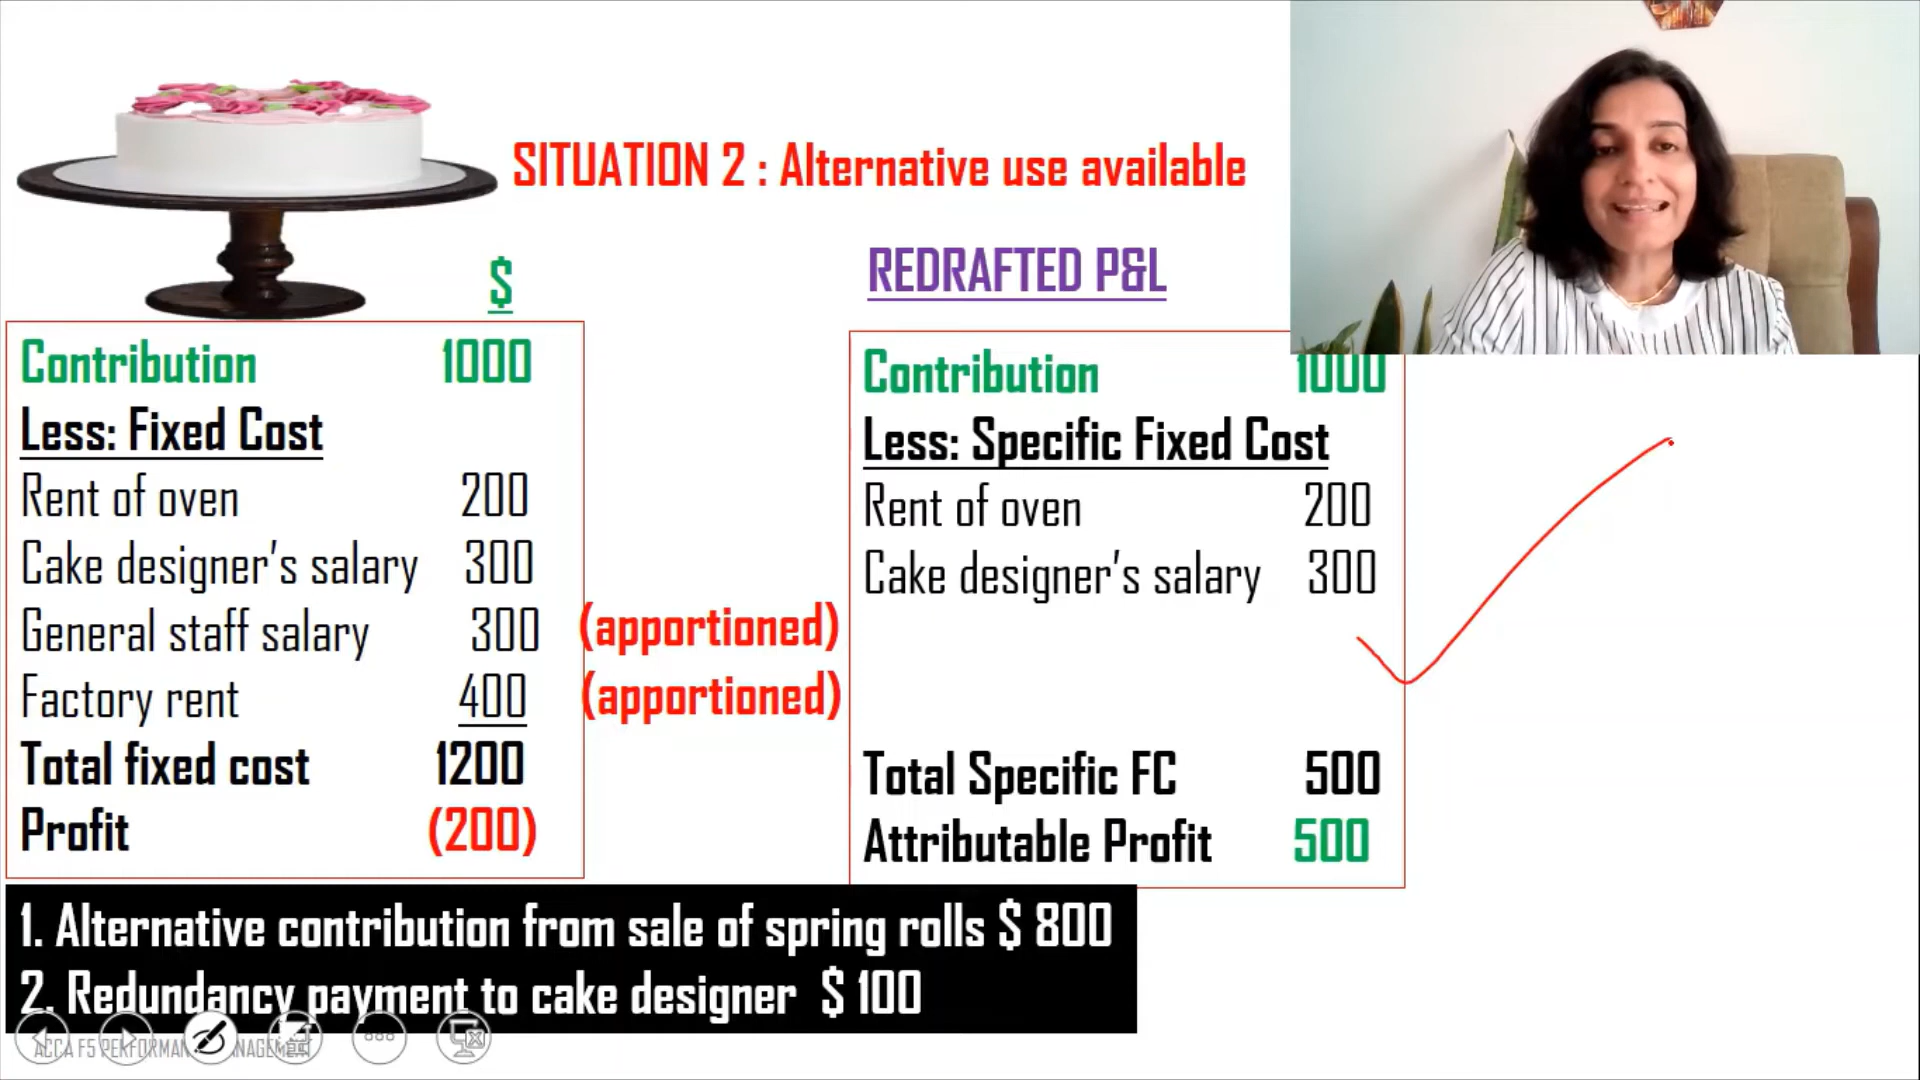 SITUATION 2 : Alternative use available
$
REDRAFTED P&L
Contribution 1000
Less: Fixed Cost
Rent of oven 200
Cake designer's salary 300
General staff salary 300 (apportioned)
Factory rent 400 (apportioned)
Total fixed cost 1200
Profit (200)
Contribution 1000
Less: Specific Fixed Cost
Rent of oven 200
Cake designer's salary 300
Total Specific FC 500
Attributable Profit 500
1. Alternative contribution from sale of spring rolls $ 800
2. Redundancy payment to cake designer $ 100
ACCA F5